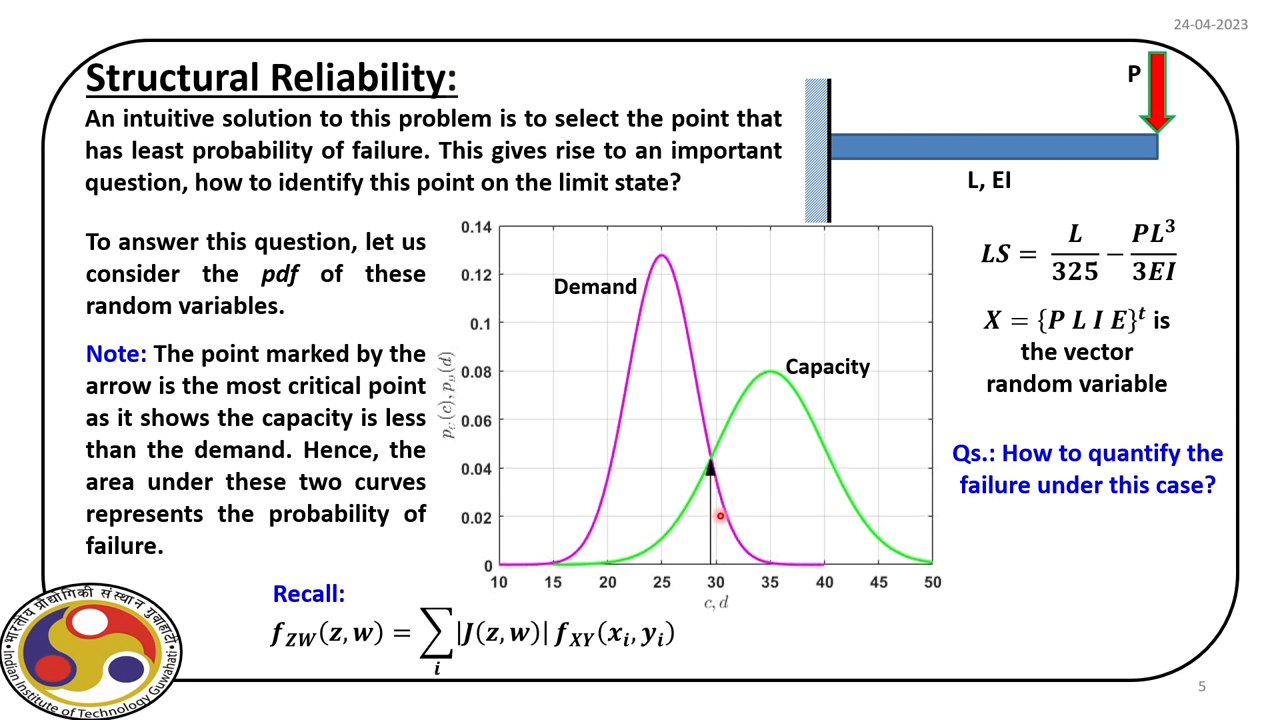 24-04-2023
Structural Reliability:
An intuitive solution to this problem is to select the point that
has least probability of failure. This gives rise to an important
question, how to identify this point on the limit state?
P
L, EI
To answer this question, let us
consider the pdf of these
random variables.
Note: The point marked by the
arrow is the most critical point
as it shows the capacity is less
than the demand. Hence, the
area under these two curves
represents the probability of
failure.
0.14
0.12
0.1
0.08
0.06
0.04
0.02
0
p_C(c), p_D(d)
Demand
Capacity
10 15 20 25 30 35 40 45 50
c, d
LS = L/325 − PL³/3EI
X = {P L I E}ᵗ is
the vector
random variable
Qs.: How to quantify the
failure under this case?
Recall:
f_ZW(z, w) = ∑_i |J(z, w)| f_XY(x_i, y_i)
भारतीय प्रौद्योगिकी संस्थान गुवाहाटी
Indian Institute of Technology Guwahati
5